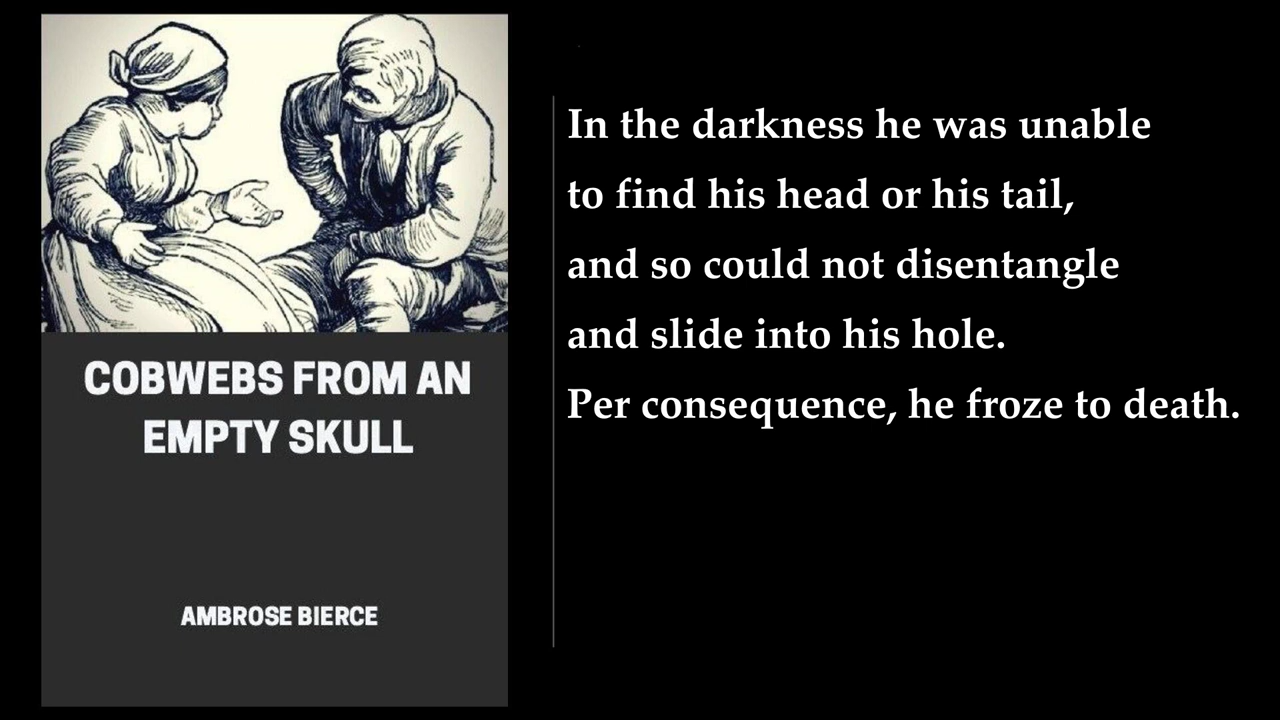 COBWEBS FROM AN
EMPTY SKULL
AMBROSE BIERCE
In the darkness he was unable
to find his head or his tail,
and so could not disentangle
and slide into his hole.
Per consequence, he froze to death.